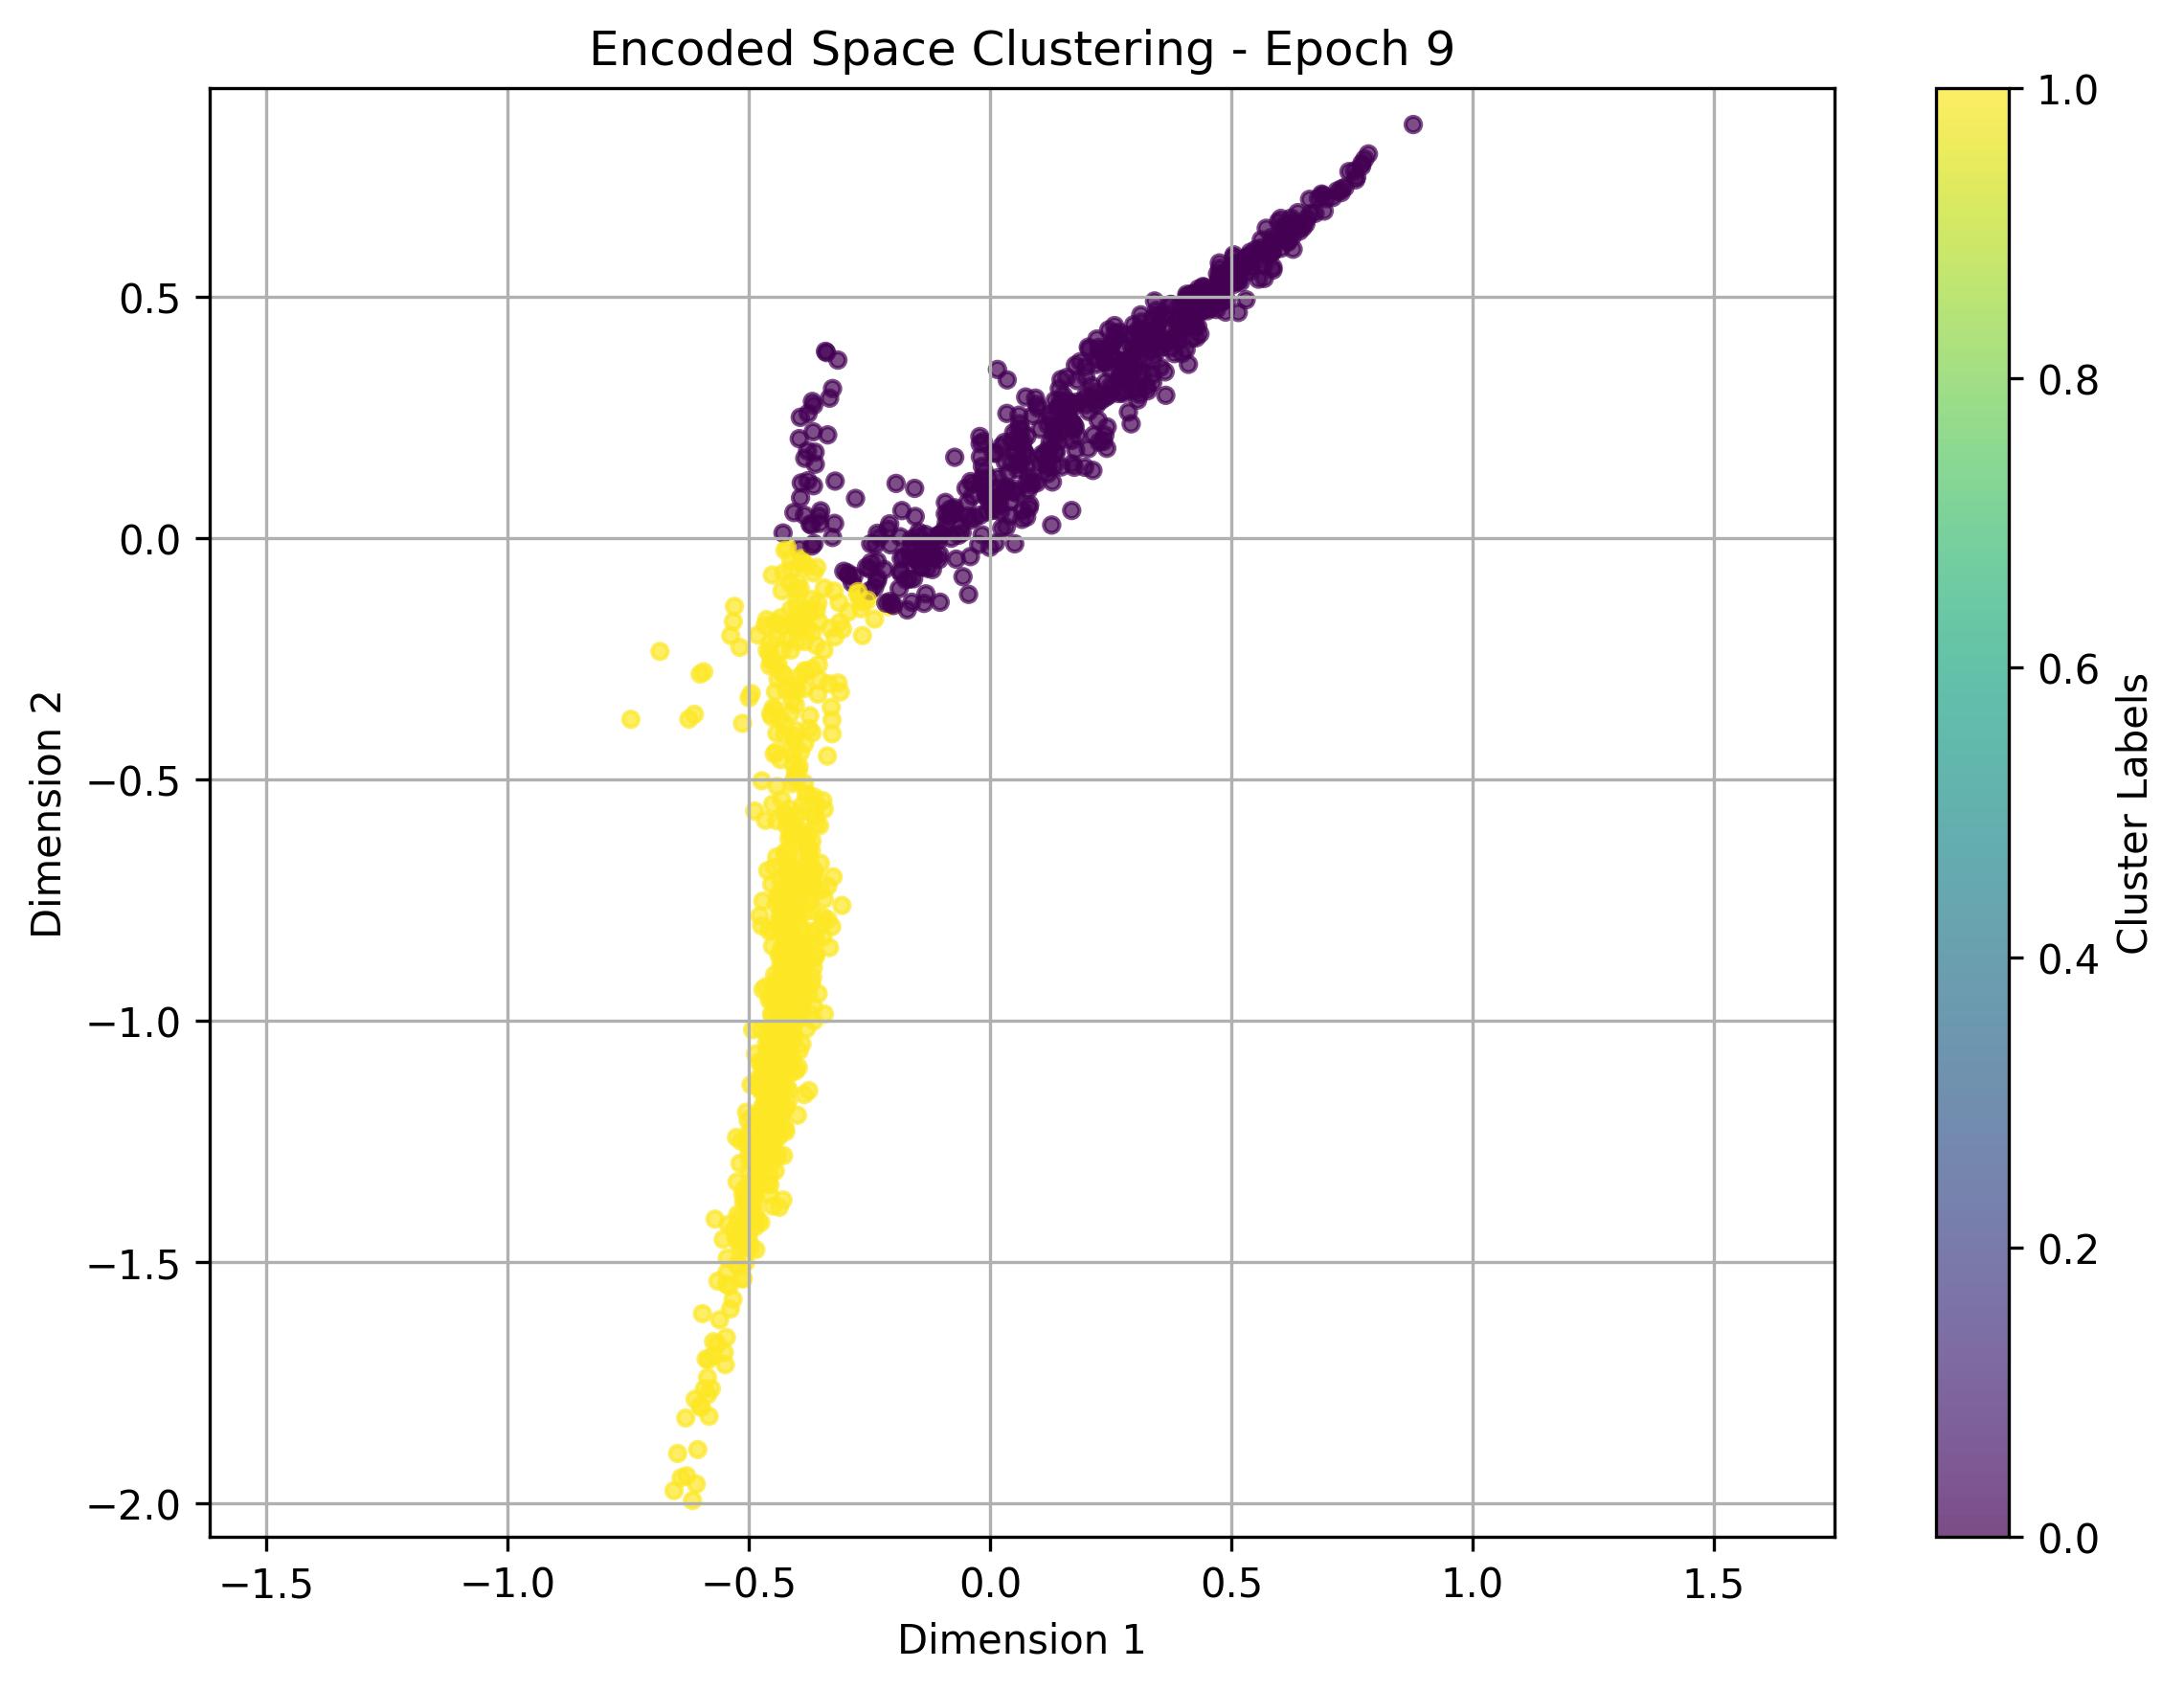 Encoded Space Clustering - Epoch 9
Dimension 2
0.5
0.0
−0.5
−1.0
−1.5
−2.0
−1.5 −1.0 −0.5 0.0 0.5 1.0 1.5
Dimension 1
1.0
0.8
0.6
0.4
0.2
0.0
Cluster Labels